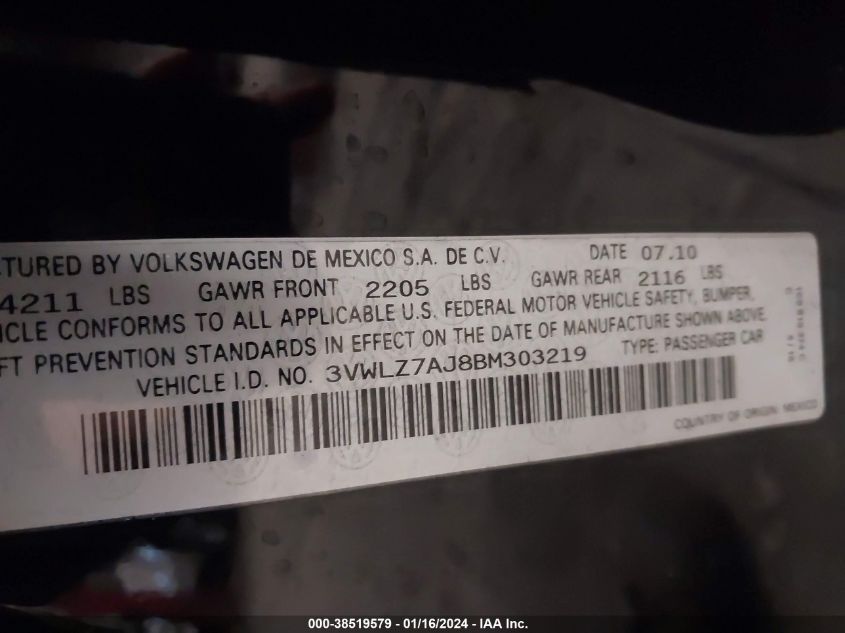 CTURED BY VOLKSWAGEN DE MEXICO S.A. DE C.V. DATE 07.10
4211 LBS GAWR FRONT 2205 LBS GAWR REAR 2116 LBS
ICLE CONFORMS TO ALL APPLICABLE U.S. FEDERAL MOTOR VEHICLE SAFETY, BUMPER,
FT PREVENTION STANDARDS IN EFFECT ON THE DATE OF MANUFACTURE SHOWN ABOVE.
VEHICLE I.D. NO. 3VWLZ7AJ8BM303219 TYPE: PASSENGER CAR
COUNTRY OF ORIGIN: MEXICO
000-38519579 - 01/16/2024 - IAA Inc.